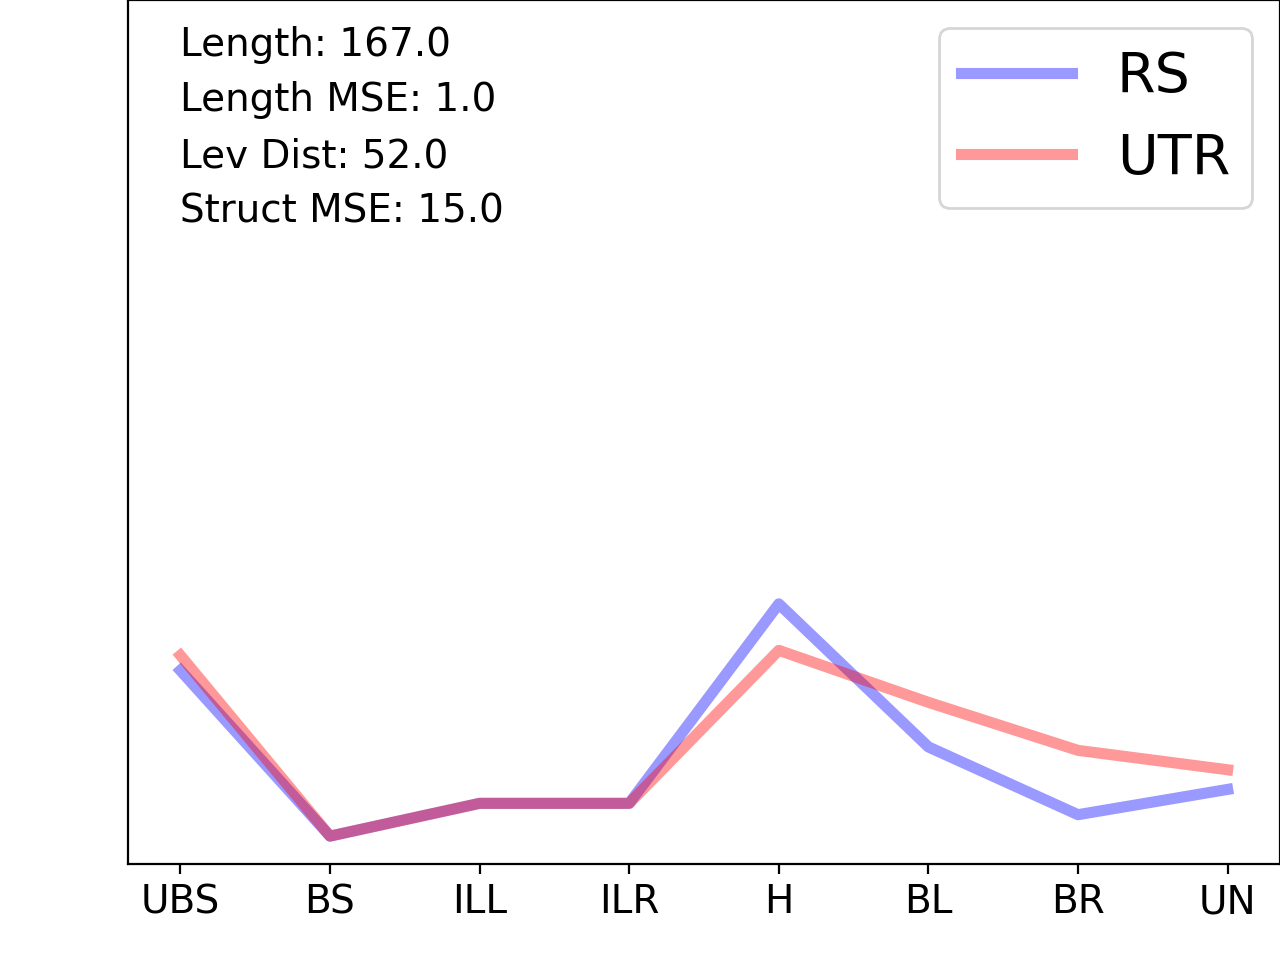 Length: 167.0
Length MSE: 1.0
Lev Dist: 52.0
Struct MSE: 15.0
RS
UTR
UBS BS ILL ILR H BL BR UN